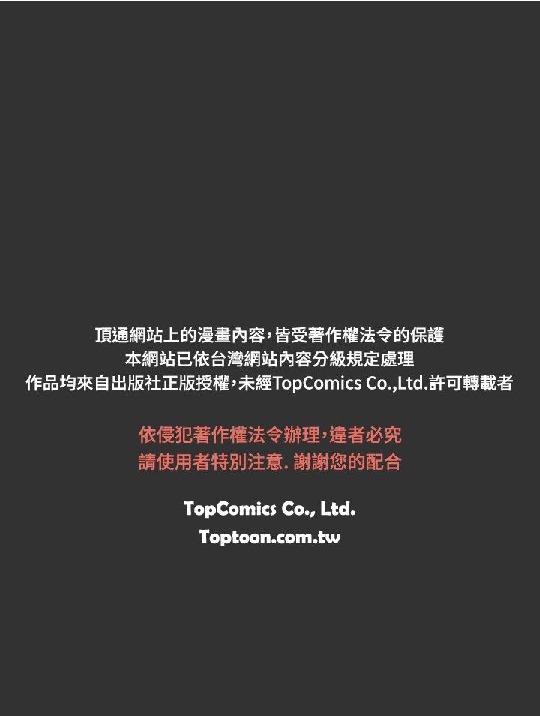 頂通網站上的漫畫內容，皆受著作權法令的保護
本網站已依台灣網站內容分級規定處理
作品均來自出版社正版授權，未經TopComics Co.,Ltd.許可轉載者
依侵犯著作權法令辦理，違者必究
請使用者特別注意. 謝謝您的配合
TopComics Co., Ltd.
Toptoon.com.tw